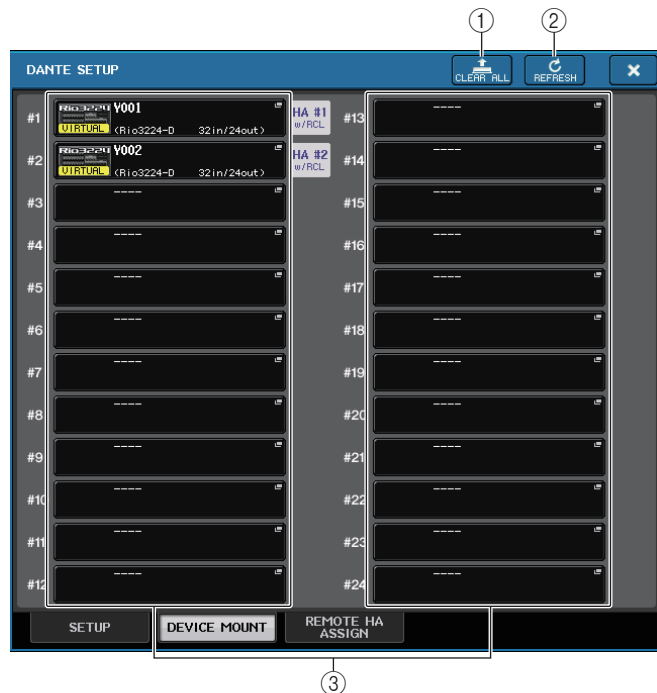 ① ②
DANTE SETUP CLEAR ALL REFRESH ×
#1 Rio3224 VIRTUAL Y001 (Rio3224-D 32in/24out) HA #1 w/RCL
#13 ----
#2 Rio3224 VIRTUAL Y002 (Rio3224-D 32in/24out) HA #2 w/RCL
#14 ----
#3 ---- #15 ----
#4 ---- #16 ----
#5 ---- #17 ----
#6 ---- #18 ----
#7 ---- #19 ----
#8 ---- #20 ----
#9 ---- #21 ----
#10 ---- #22 ----
#11 ---- #23 ----
#12 ---- #24 ----
SETUP DEVICE MOUNT REMOTE HA ASSIGN
③